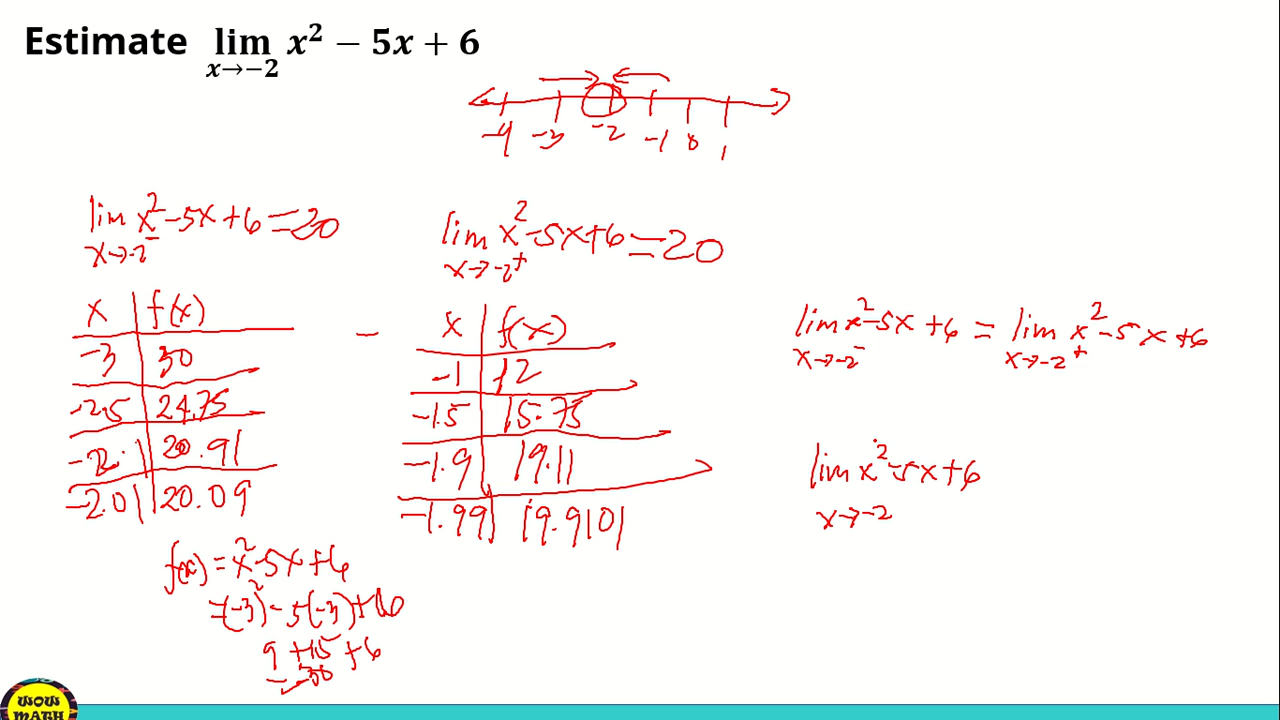 Estimate lim x² − 5x + 6
x→−2
-4 -3 -2 -1 0 1
lim x²-5x+6=20
x→-2⁻
x f(x)
-3 30
-2.5 24.75
-2.1 20.91
-2.01 20.09
f(x) = x²-5x+6
=(-3)²-5(-3)+6
9 +15 +6
=30
lim x²-5x+6=20
x→-2⁺
x f(x)
-1 12
-1.5 15.75
-1.9 19.11
-1.99 19.9101
lim x²-5x+6 = lim x²-5x+6
x→-2⁻ x→-2⁺
lim x²-5x+6
x→-2
WOW
MATH